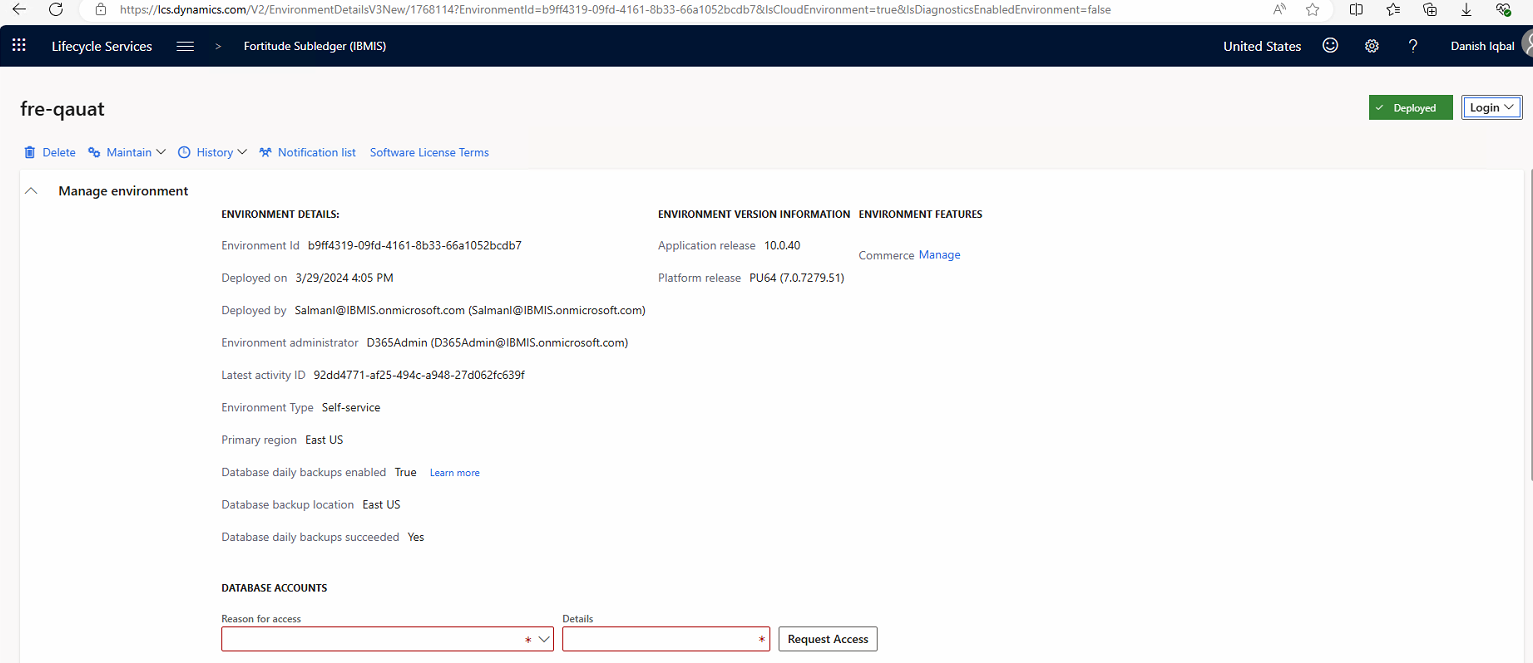 https://lcs.dynamics.com/V2/EnvironmentDetailsV3New/1768114?EnvironmentId=b9ff4319-09fd-4161-8b33-66a1052bcdb7&IsCloudEnvironment=true&IsDiagnosticsEnabledEnvironment=false
Lifecycle Services > Fortitude Subledger (IBMIS) United States ? Danish Iqbal
fre-qauat
Deployed Login
Delete Maintain History Notification list Software License Terms
Manage environment
ENVIRONMENT DETAILS: ENVIRONMENT VERSION INFORMATION ENVIRONMENT FEATURES
Environment Id b9ff4319-09fd-4161-8b33-66a1052bcdb7 Application release 10.0.40
Commerce Manage
Deployed on 3/29/2024 4:05 PM Platform release PU64 (7.0.7279.51)
Deployed by SalmanI@IBMIS.onmicrosoft.com (SalmanI@IBMIS.onmicrosoft.com)
Environment administrator D365Admin (D365Admin@IBMIS.onmicrosoft.com)
Latest activity ID 92dd4771-af25-494c-a948-27d062fc639f
Environment Type Self-service
Primary region East US
Database daily backups enabled True Learn more
Database backup location East US
Database daily backups succeeded Yes
DATABASE ACCOUNTS
Reason for access Details
* * Request Access